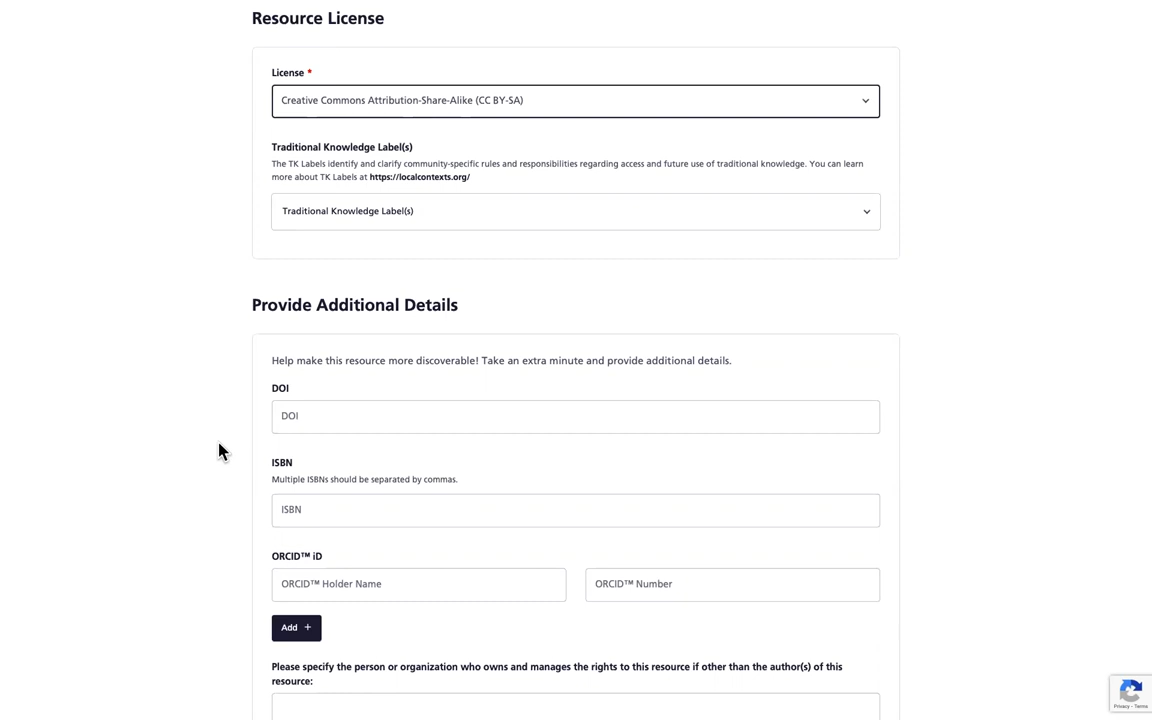 Resource License
License *
Creative Commons Attribution-Share-Alike (CC BY-SA)
Traditional Knowledge Label(s)
The TK Labels identify and clarify community-specific rules and responsibilities regarding access and future use of traditional knowledge. You can learn
more about TK Labels at https://localcontexts.org/
Traditional Knowledge Label(s)
Provide Additional Details
Help make this resource more discoverable! Take an extra minute and provide additional details.
DOI
DOI
ISBN
Multiple ISBNs should be separated by commas.
ISBN
ORCID™ iD
ORCID™ Holder Name
ORCID™ Number
Add +
Please specify the person or organization who owns and manages the rights to this resource if other than the author(s) of this
resource:
Privacy - Terms